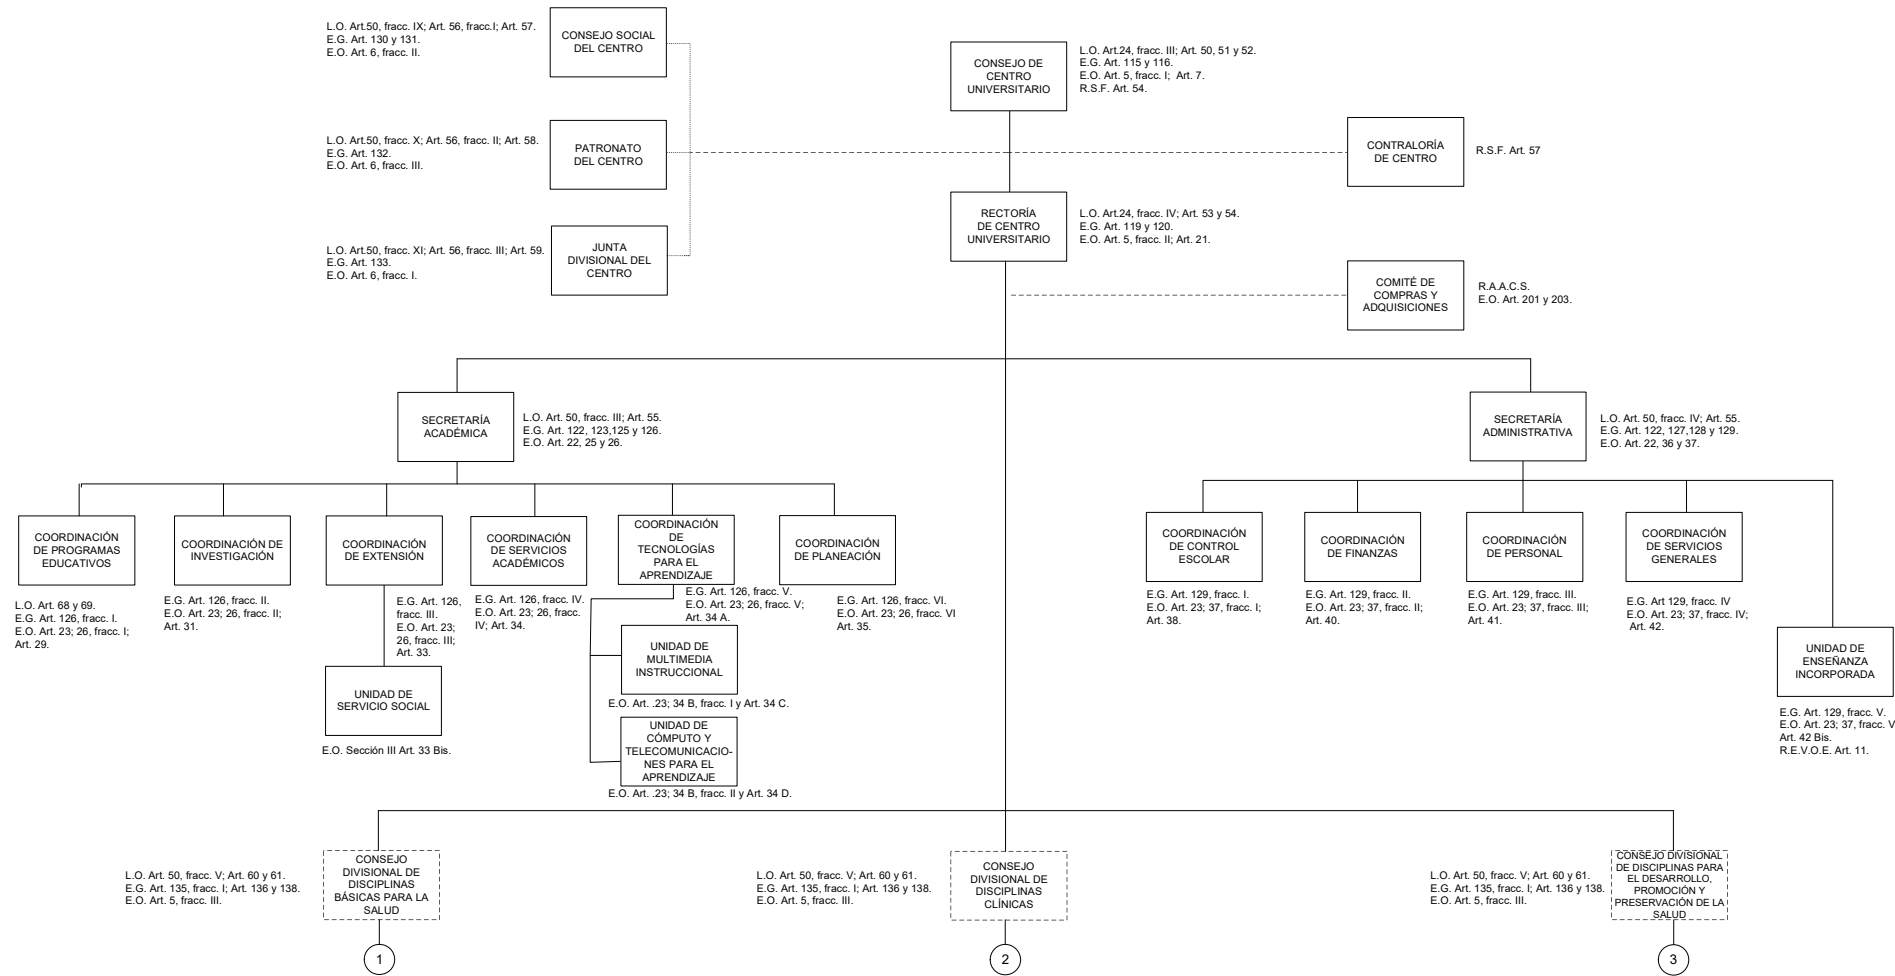 L.O. Art.50, fracc. IX; Art. 56, fracc.I; Art. 57.
E.G. Art. 130 y 131.
E.O. Art. 6, fracc. II.
CONSEJO SOCIAL
DEL CENTRO
CONSEJO DE
CENTRO
UNIVERSITARIO
L.O. Art.24, fracc. III; Art. 50, 51 y 52.
E.G. Art. 115 y 116.
E.O. Art. 5, fracc. I;  Art. 7.
R.S.F. Art. 54.
L.O. Art.50, fracc. X; Art. 56, fracc. II; Art. 58.
E.G. Art. 132.
E.O. Art. 6, fracc. III.
PATRONATO
DEL CENTRO
CONTRALORÍA
DE CENTRO
R.S.F. Art. 57
RECTORÍA
DE CENTRO
UNIVERSITARIO
L.O. Art.24, fracc. IV; Art. 53 y 54.
E.G. Art. 119 y 120.
E.O. Art. 5, fracc. II; Art. 21.
L.O. Art.50, fracc. XI; Art. 56, fracc. III; Art. 59.
E.G. Art. 133.
E.O. Art. 6, fracc. I.
JUNTA
DIVISIONAL DEL
CENTRO
COMITÉ DE
COMPRAS Y
ADQUISICIONES
R.A.A.C.S.
E.O. Art. 201 y 203.
SECRETARÍA
ACADÉMICA
L.O. Art. 50, fracc. III; Art. 55.
E.G. Art. 122, 123,125 y 126.
E.O. Art. 22, 25 y 26.
SECRETARÍA
ADMINISTRATIVA
L.O. Art. 50, fracc. IV; Art. 55.
E.G. Art. 122, 127,128 y 129.
E.O. Art. 22, 36 y 37.
COORDINACIÓN
DE PROGRAMAS
EDUCATIVOS
L.O. Art. 68 y 69.
E.G. Art. 126, fracc. I.
E.O. Art. 23; 26, fracc. I;
Art. 29.
COORDINACIÓN DE
INVESTIGACIÓN
E.G. Art. 126, fracc. II.
E.O. Art. 23; 26, fracc. II;
Art. 31.
COORDINACIÓN
DE EXTENSIÓN
E.G. Art. 126,
fracc. III.
E.O. Art. 23;
26, fracc. III;
Art. 33.
UNIDAD DE
SERVICIO SOCIAL
E.O. Sección III Art. 33 Bis.
COORDINACIÓN
DE SERVICIOS
ACADÉMICOS
E.G. Art. 126, fracc. IV.
E.O. Art. 23; 26, fracc.
IV; Art. 34.
COORDINACIÓN
DE
TECNOLOGÍAS
PARA EL
APRENDIZAJE
E.G. Art. 126, fracc. V.
E.O. Art. 23; 26, fracc. V;
Art. 34 A.
UNIDAD DE
MULTIMEDIA
INSTRUCCIONAL
E.O. Art. .23; 34 B, fracc. I y Art. 34 C.
UNIDAD DE
CÓMPUTO Y
TELECOMUNICACIO-
NES PARA EL
APRENDIZAJE
E.O. Art. .23; 34 B, fracc. II y Art. 34 D.
COORDINACIÓN
DE PLANEACIÓN
E.G. Art. 126, fracc. VI.
E.O. Art. 23; 26, fracc. VI
Art. 35.
COORDINACIÓN
DE CONTROL
ESCOLAR
E.G. Art. 129, fracc. I.
E.O. Art. 23; 37, fracc. I;
Art. 38.
COORDINACIÓN
DE FINANZAS
E.G. Art. 129, fracc. II.
E.O. Art. 23; 37, fracc. II;
Art. 40.
COORDINACIÓN
DE PERSONAL
E.G. Art. 129, fracc. III.
E.O. Art. 23; 37, fracc. III;
Art. 41.
COORDINACIÓN
DE SERVICIOS
GENERALES
E.G. Art 129, fracc. IV
E.O. Art. 23; 37, fracc. IV;
Art. 42.
UNIDAD DE
ENSEÑANZA
INCORPORADA
E.G. Art. 129, fracc. V.
E.O. Art. 23; 37, fracc. V
Art. 42 Bis.
R.E.V.O.E. Art. 11.
L.O. Art. 50, fracc. V; Art. 60 y 61.
E.G. Art. 135, fracc. I; Art. 136 y 138.
E.O. Art. 5, fracc. III.
CONSEJO
DIVISIONAL DE
DISCIPLINAS
BÁSICAS PARA LA
SALUD
1
L.O. Art. 50, fracc. V; Art. 60 y 61.
E.G. Art. 135, fracc. I; Art. 136 y 138.
E.O. Art. 5, fracc. III.
CONSEJO
DIVISIONAL DE
DISCIPLINAS
CLÍNICAS
2
L.O. Art. 50, fracc. V; Art. 60 y 61.
E.G. Art. 135, fracc. I; Art. 136 y 138.
E.O. Art. 5, fracc. III.
CONSEJO DIVISIONAL
DE DISCIPLINAS PARA
EL DESARROLLO,
PROMOCIÓN Y
PRESERVACIÓN DE LA
SALUD
3